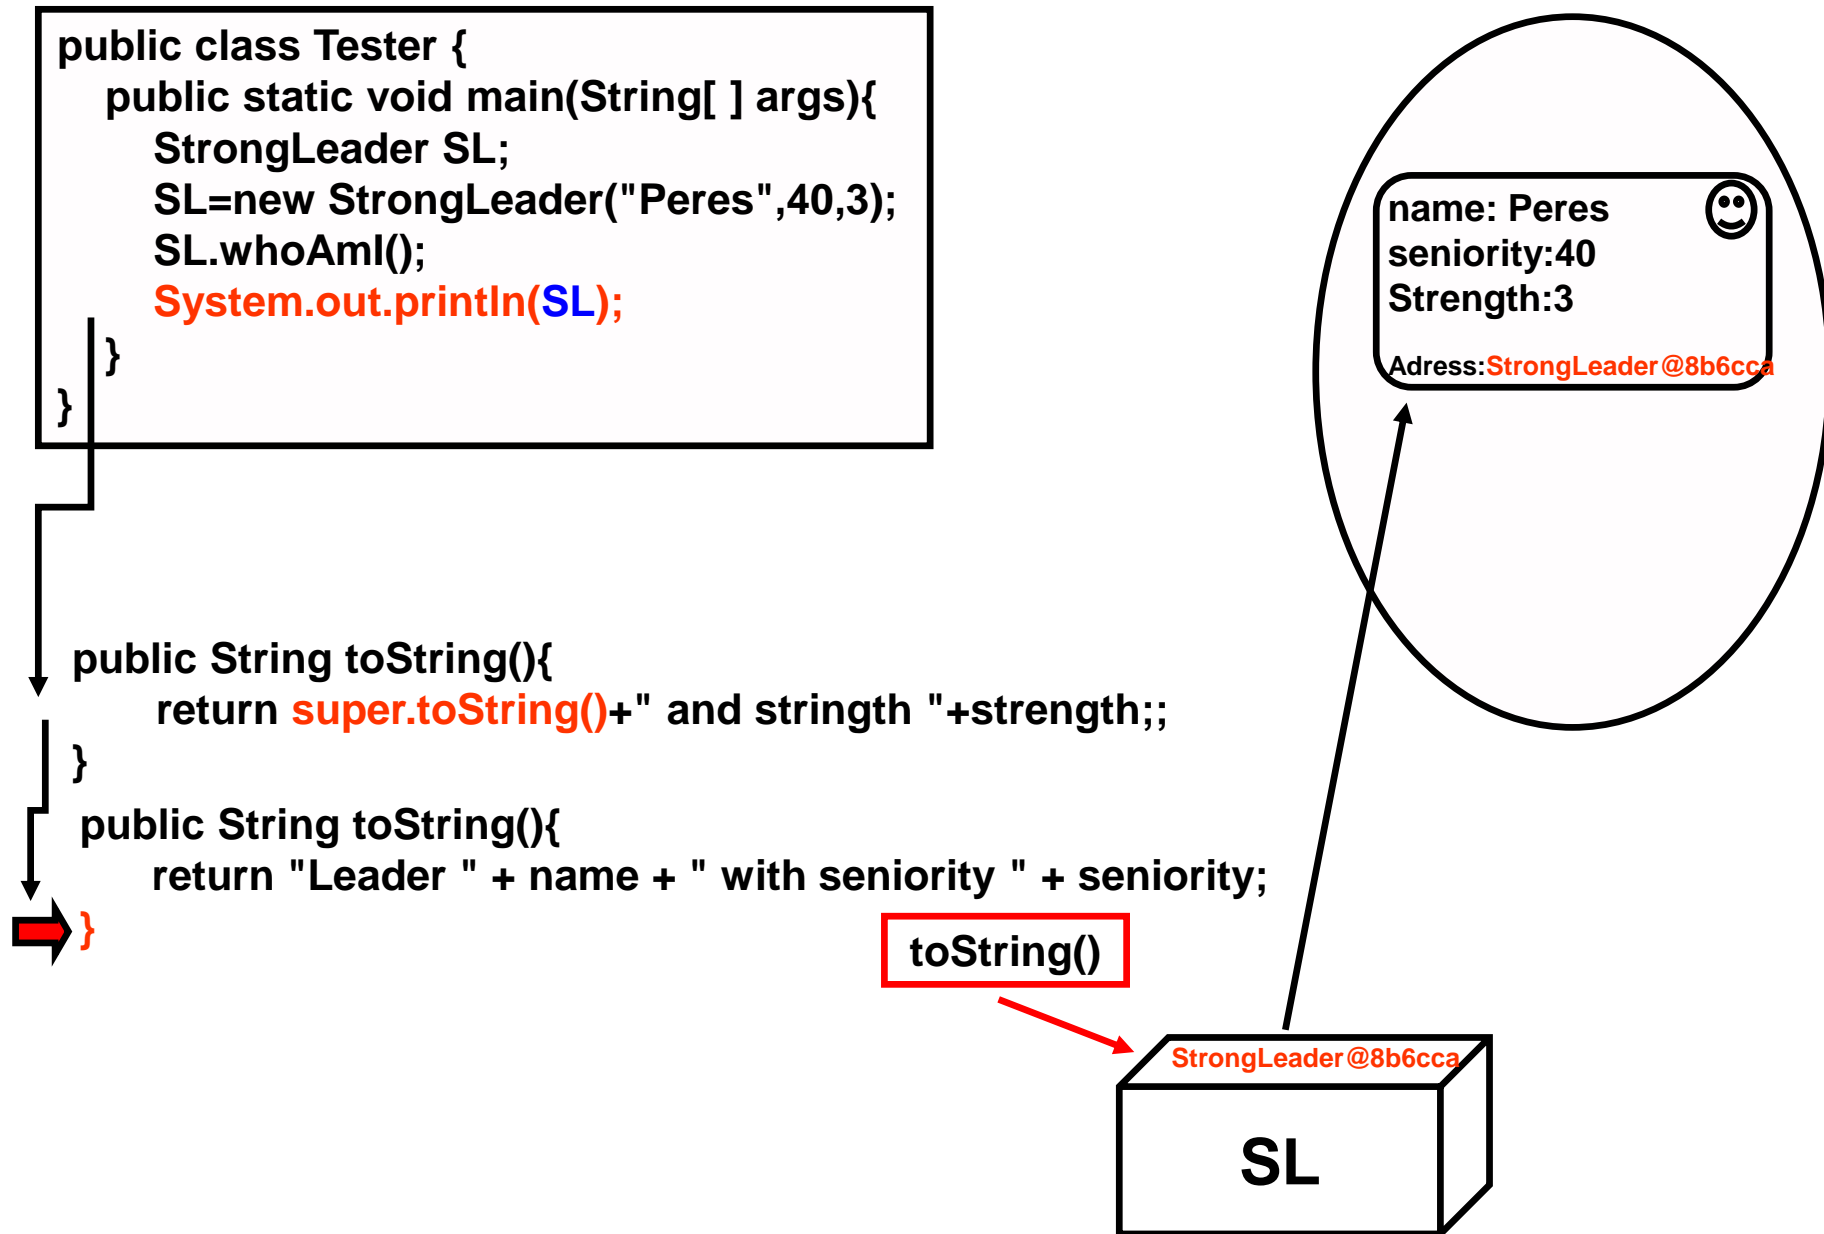 public class Tester {
public static void main(String[ ] args){
StrongLeader SL;
SL=new StrongLeader("Peres",40,3);
SL.whoAmI();
System.out.println(SL);
}
}
name: Peres
seniority:40
Strength:3
Adress:StrongLeader@8b6cca
public String toString(){
return super.toString()+" and stringth "+strength;;
}
public String toString(){
return "Leader " + name + " with seniority " + seniority;
}
toString()
StrongLeader@8b6cca
SL